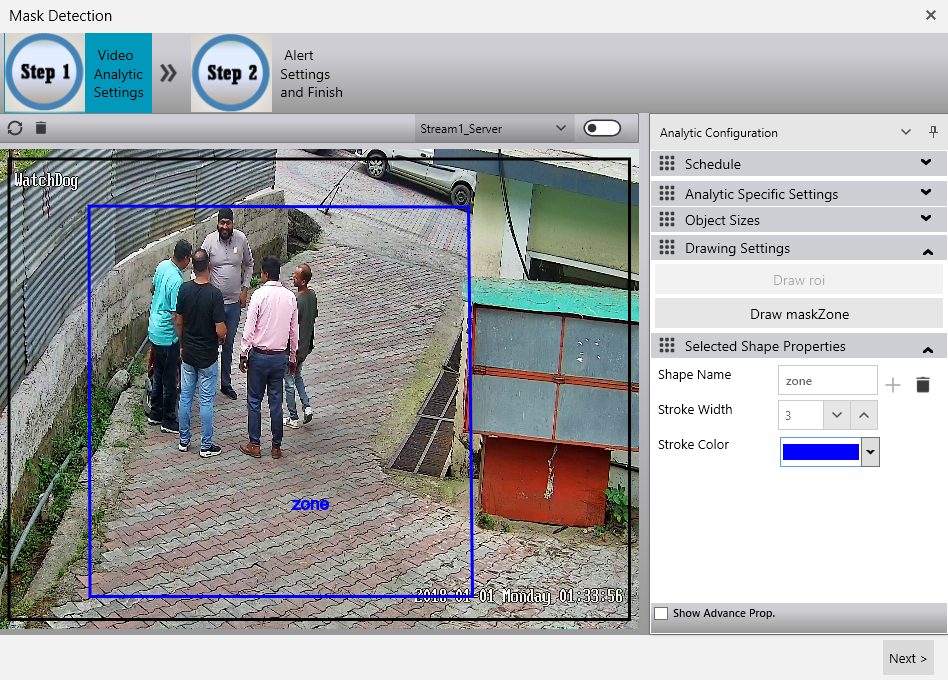 Mask Detection
Step 1
Video
Analytic
Settings
Step 2
Alert
Settings
and Finish
Stream1_Server
WatchDog
zone
2018-01-01 Monday 01:33:56
Analytic Configuration
Schedule
Analytic Specific Settings
Object Sizes
Drawing Settings
Draw roi
Draw maskZone
Selected Shape Properties
Shape Name
zone
Stroke Width
3
Stroke Color
Show Advance Prop.
Next >